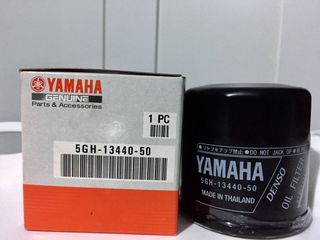 YAMAHA
GENUINE
Parts & Accessories
1 PC
5GH-13440-50
DO NOT JACK UP
YAMAHA
5GH-13440-50
MADE IN THAILAND
DENSO
OIL FILTER